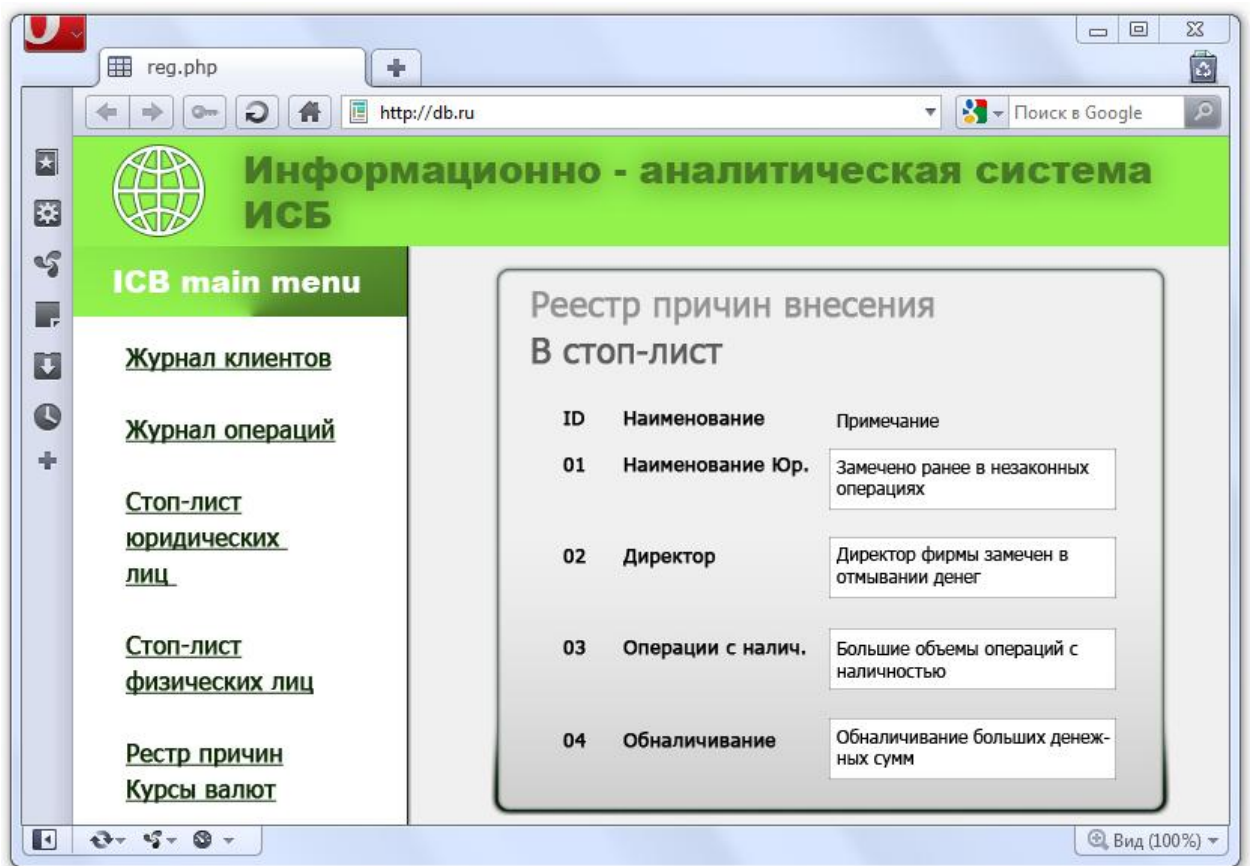 reg.php
http://db.ru
Поиск в Google
Информационно - аналитическая система
ИСБ
ICB main menu
Журнал клиентов
Журнал операций
Стоп-лист
юридических
лиц
Стоп-лист
физических лиц
Рестр причин
Курсы валют
Реестр причин внесения
В стоп-лист
ID Наименование Примечание
01 Наименование Юр. Замечено ранее в незаконных
операциях
02 Директор Директор фирмы замечен в
отмывании денег
03 Операции с налич. Большие объемы операций с
наличностью
04 Обналичивание Обналичивание больших денеж-
ных сумм
Вид (100%)